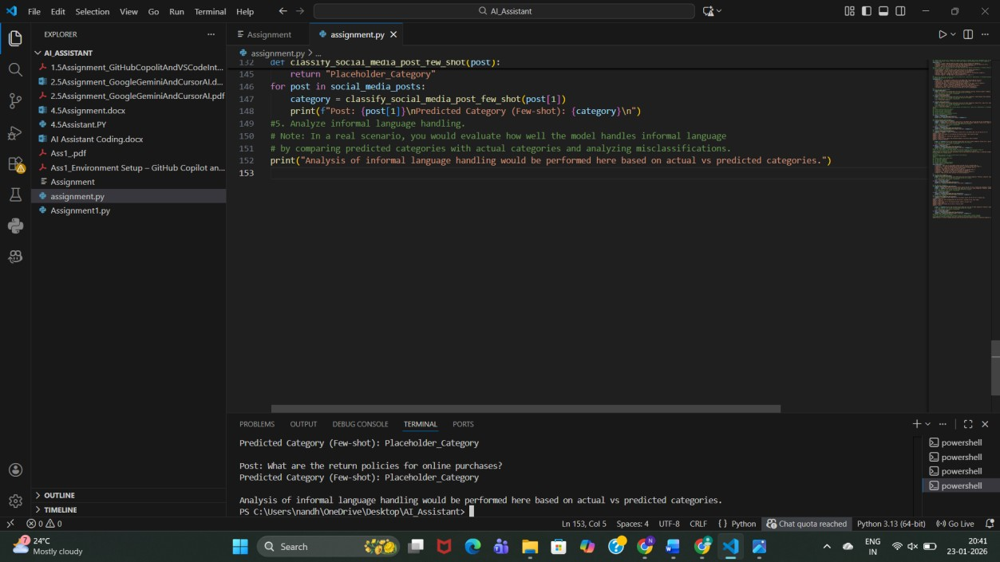 File Edit Selection View Go Run Terminal Help
AI_Assistant
EXPLORER
AI_ASSISTANT
1.5Assignment_GitHubCopolitAndVSCodeInt...
2.5Assignment_GoogleGeminiAndCursorAI.d...
2.5Assignment_GoogleGeminiAndCursorAI.pdf
4.5Assignment.docx
4.5Assistant.PY
AI Assistant Coding.docx
Ass1_.pdf
Ass1_Environment Setup – GitHub Copilot an...
Assignment
assignment.py
Assignment1.py
OUTLINE
TIMELINE
Assignment
assignment.py
assignment.py > ...
132 def classify_social_media_post_few_shot(post):
145 return "Placeholder_Category"
146 for post in social_media_posts:
147 category = classify_social_media_post_few_shot(post[1])
148 print(f"Post: {post[1]}\nPredicted Category (Few-shot): {category}\n")
149 #5. Analyze informal language handling.
150 # Note: In a real scenario, you would evaluate how well the model handles informal language
151 # by comparing predicted categories with actual categories and analyzing misclassifications.
152 print("Analysis of informal language handling would be performed here based on actual vs predicted categories.")
153
PROBLEMS OUTPUT DEBUG CONSOLE TERMINAL PORTS
Predicted Category (Few-shot): Placeholder_Category
Post: What are the return policies for online purchases?
Predicted Category (Few-shot): Placeholder_Category
Analysis of informal language handling would be performed here based on actual vs predicted categories.
PS C:\Users\nandh\OneDrive\Desktop\AI_Assistant>
powershell
powershell
powershell
powershell
0 0
Ln 153, Col 5 Spaces: 4 UTF-8 CRLF { } Python Chat quota reached Python 3.13 (64-bit) Go Live
7
24°C
Mostly cloudy
Search
ENG
IN
20:41
23-01-2026